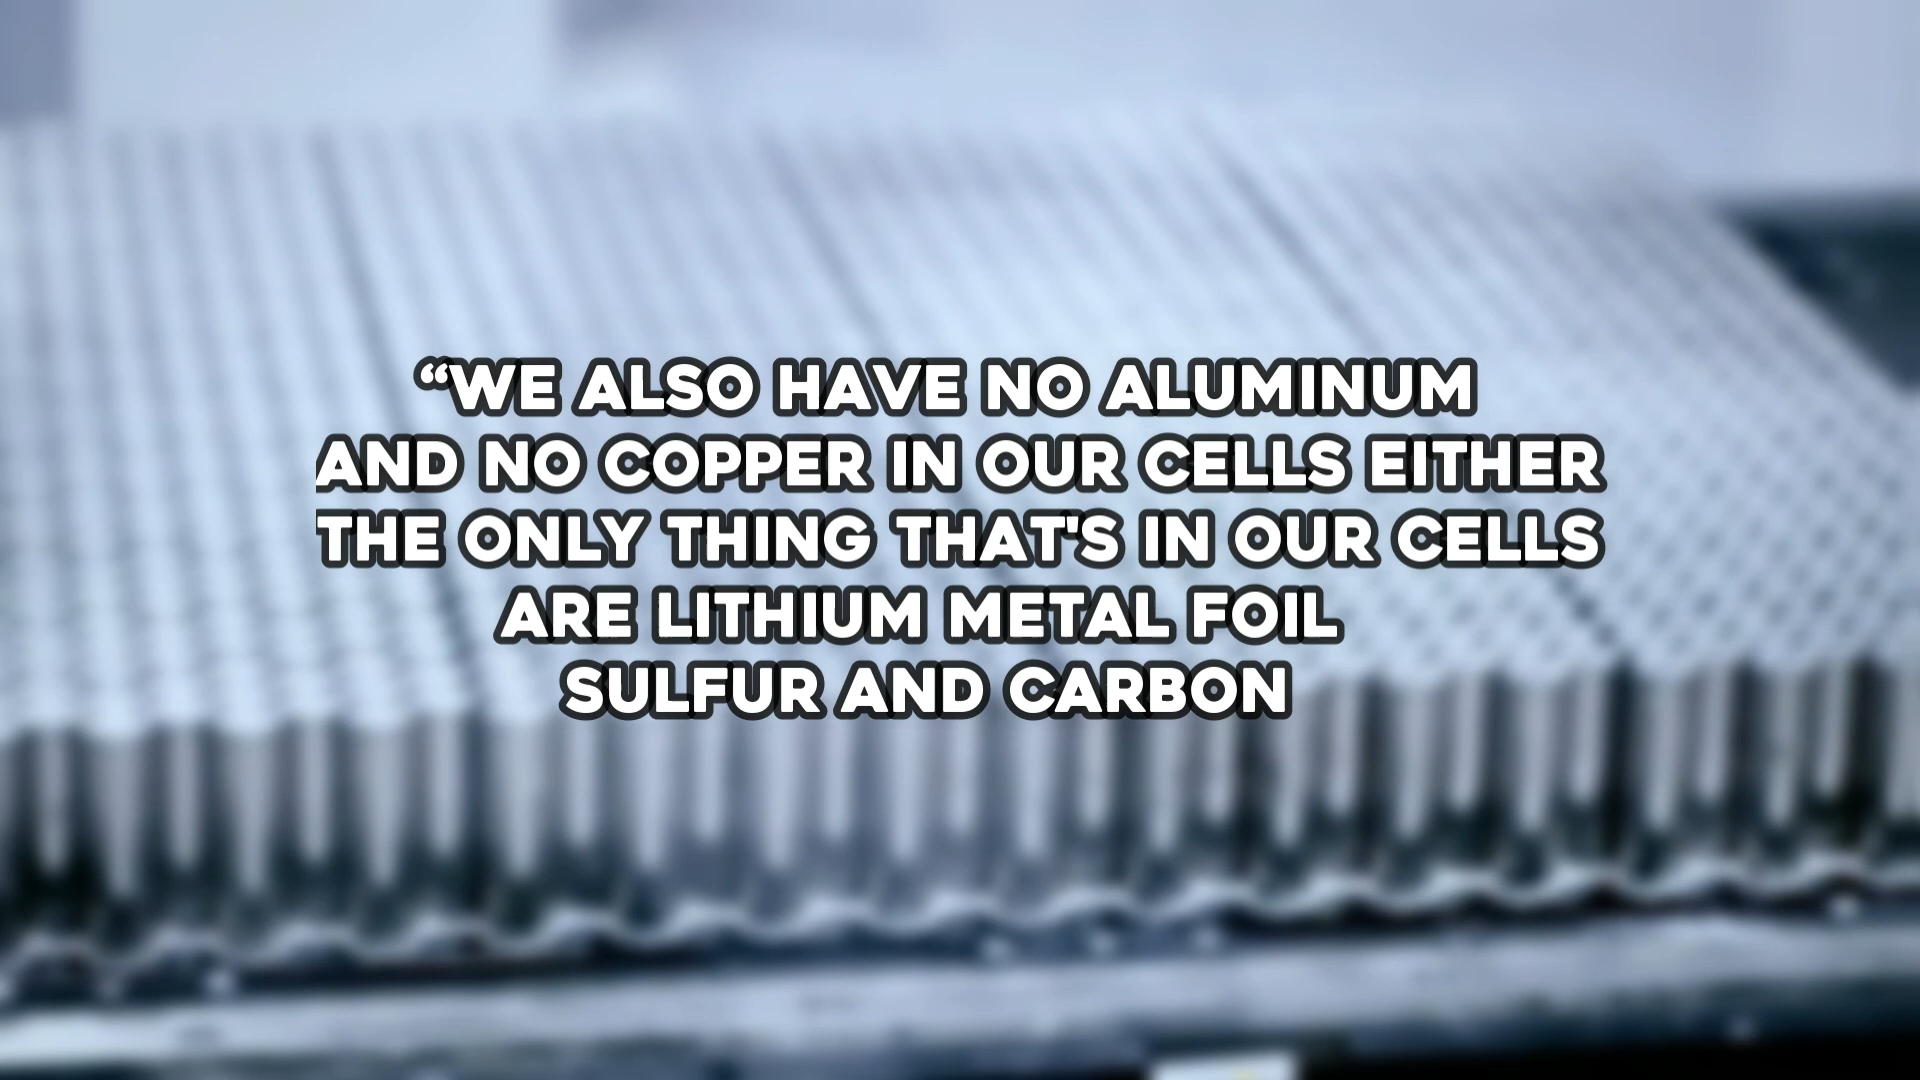 “WE ALSO HAVE NO ALUMINUM
AND NO COPPER IN OUR CELLS EITHER
THE ONLY THING THAT'S IN OUR CELLS
ARE LITHIUM METAL FOIL
SULFUR AND CARBON